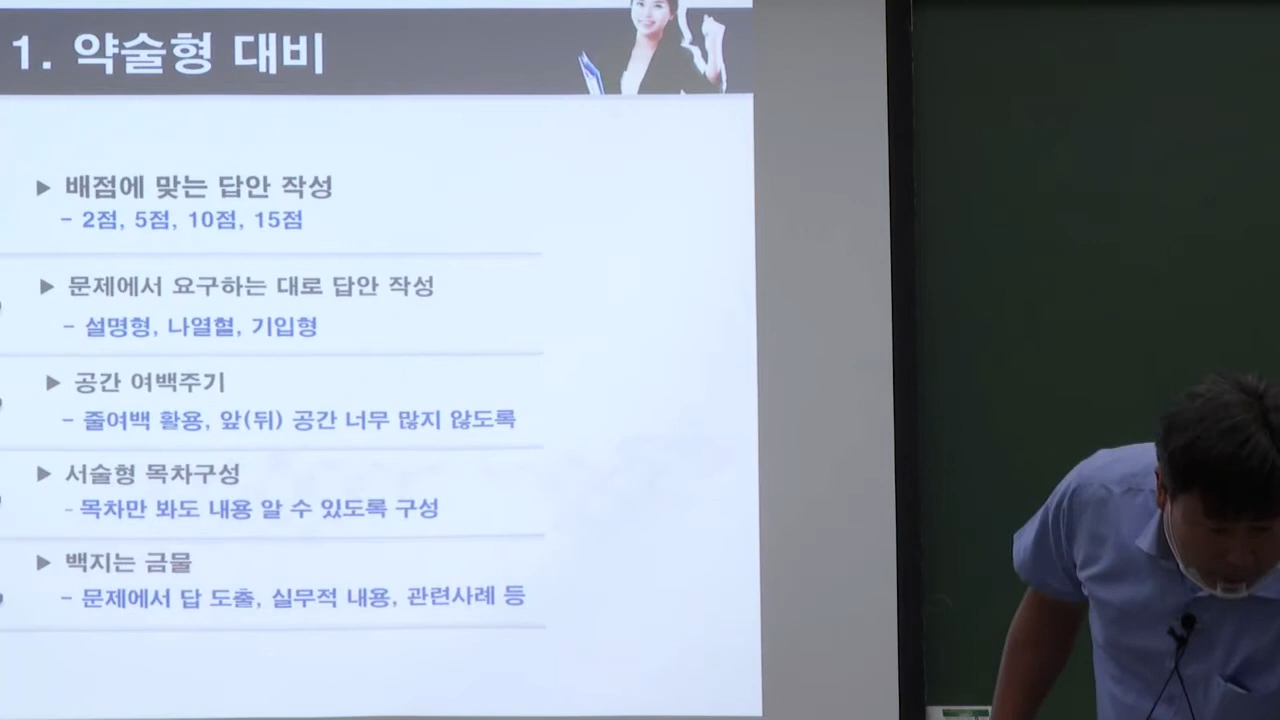 1. 약술형 대비
▶ 배점에 맞는 답안 작성
- 2점, 5점, 10점, 15점
▶ 문제에서 요구하는 대로 답안 작성
- 설명형, 나열혈, 기입형
▶ 공간 여백주기
- 줄여백 활용, 앞(뒤) 공간 너무 많지 않도록
▶ 서술형 목차구성
- 목차만 봐도 내용 알 수 있도록 구성
▶ 백지는 금물
- 문제에서 답 도출, 실무적 내용, 관련사례 등